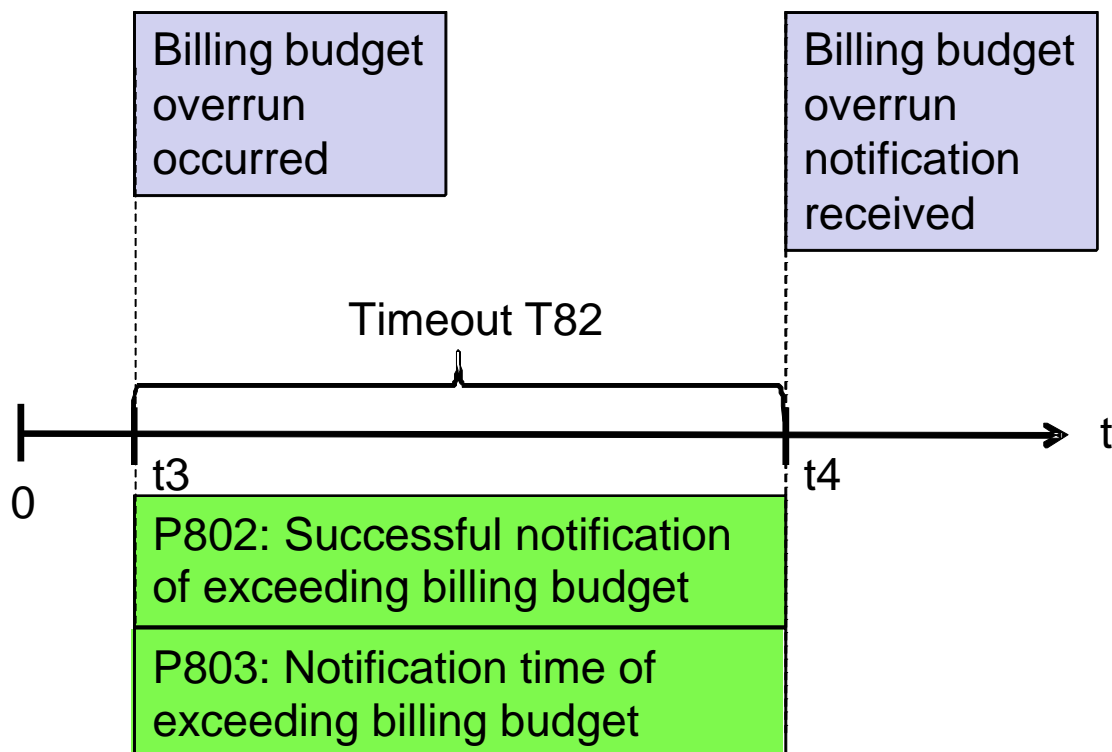 Billing budget
overrun
occurred
Billing budget
overrun
notification
received
Timeout T82
t
t3
t4
0
P802: Successful notification
of exceeding billing budget
P803: Notification time of
exceeding billing budget